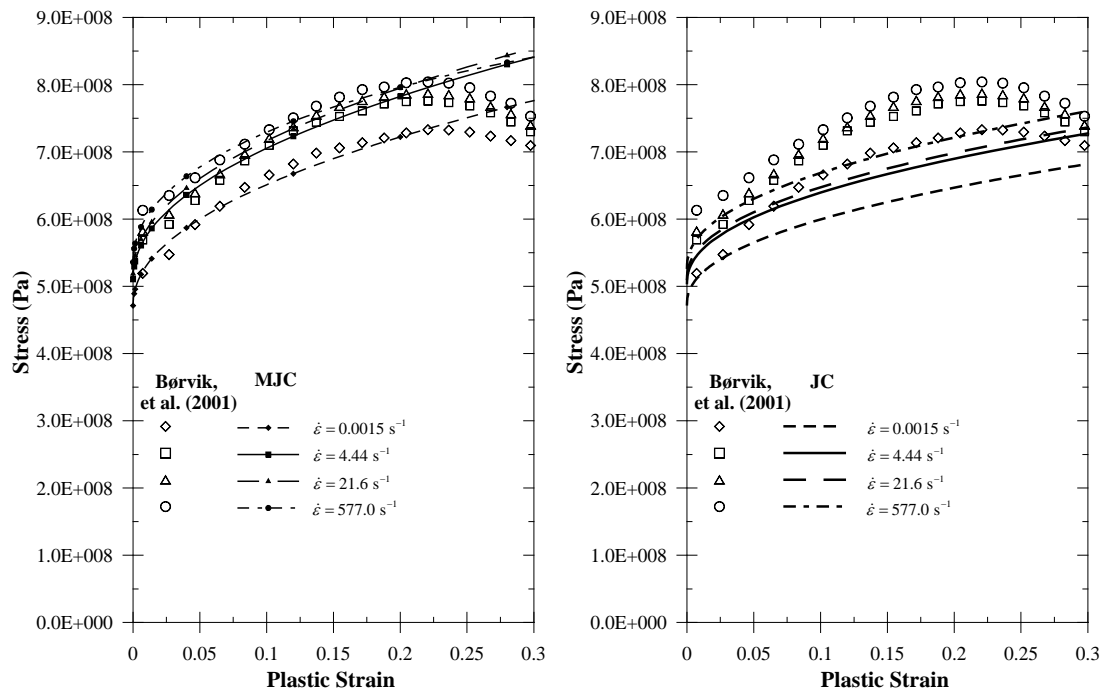 9.0E+008
8.0E+008
7.0E+008
6.0E+008
5.0E+008
4.0E+008
3.0E+008
2.0E+008
1.0E+008
0.0E+000
Stress (Pa)
0 0.05 0.1 0.15 0.2 0.25 0.3
Plastic Strain
Børvik,
et al. (2001)
MJC
ε̇ = 0.0015 s⁻¹
ε̇ = 4.44 s⁻¹
ε̇ = 21.6 s⁻¹
ε̇ = 577.0 s⁻¹
9.0E+008
8.0E+008
7.0E+008
6.0E+008
5.0E+008
4.0E+008
3.0E+008
2.0E+008
1.0E+008
0.0E+000
Stress (Pa)
0 0.05 0.1 0.15 0.2 0.25 0.3
Plastic Strain
Børvik,
et al. (2001)
JC
ε̇ = 0.0015 s⁻¹
ε̇ = 4.44 s⁻¹
ε̇ = 21.6 s⁻¹
ε̇ = 577.0 s⁻¹